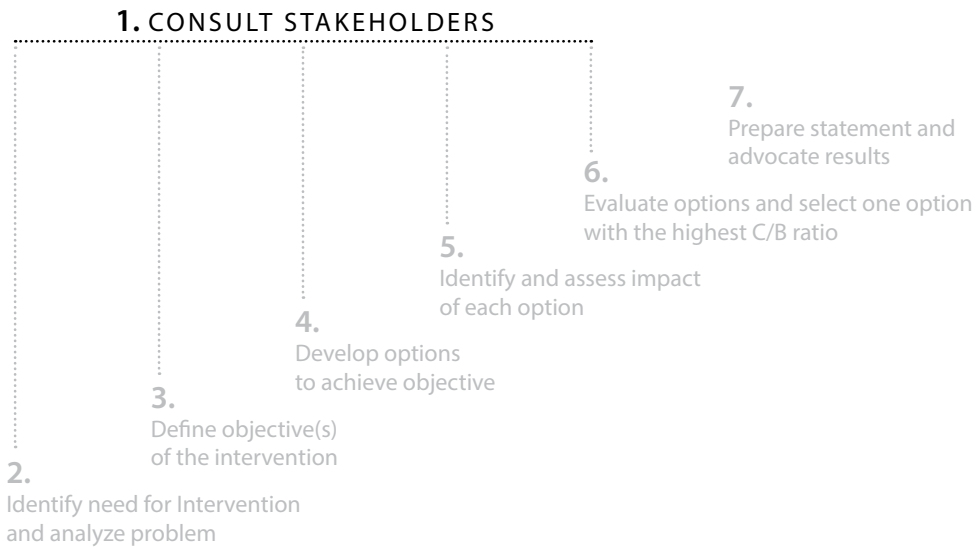 1. CONSULT STAKEHOLDERS
7.
Prepare statement and
advocate results
6.
Evaluate options and select one option
with the highest C/B ratio
5.
Identify and assess impact
of each option
4.
Develop options
to achieve objective
3.
Define objective(s)
of the intervention
2.
Identify need for Intervention
and analyze problem